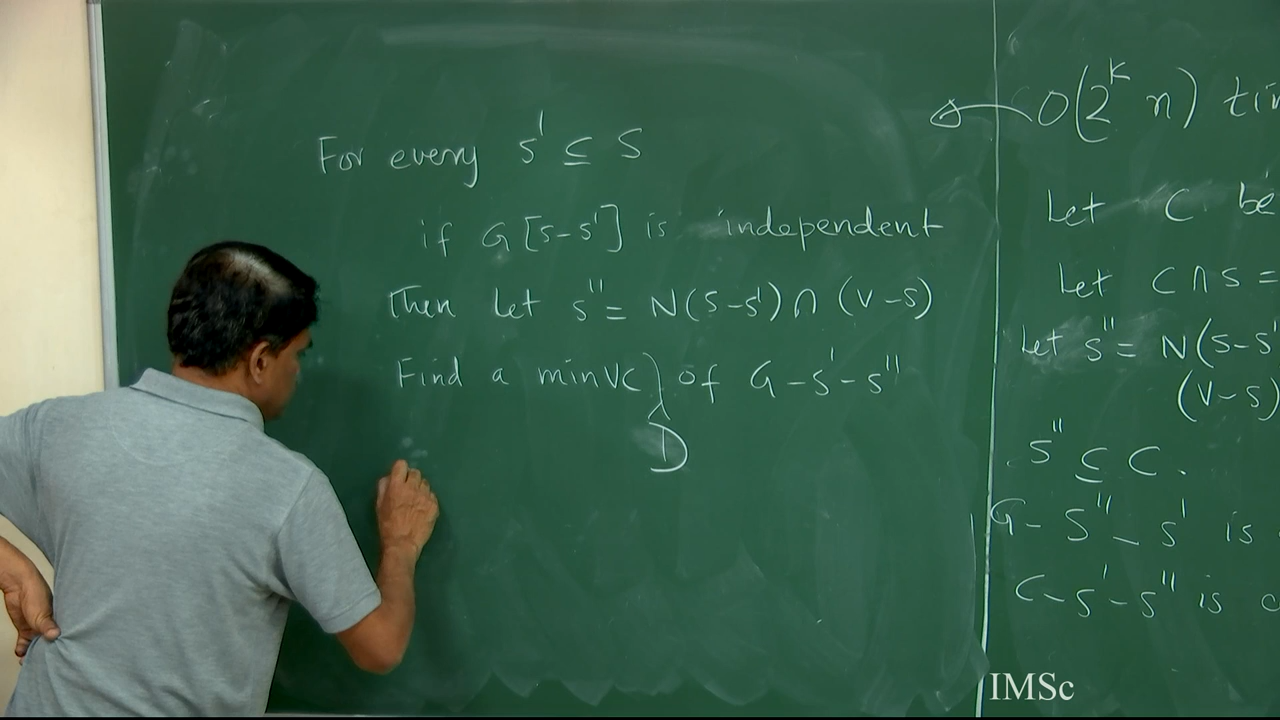 For every S' ⊆ S
if G[S-S'] is independent
Then let S'' = N(S-S') ∩ (V-S)
Find a min VC of G-S'-S''
D
O(2^k n)
Let C be
Let C ∩ S =
Let S'' = N(S-S'
(V-S)
S'' ⊆ C.
G-S''-S' is
C-S'-S'' is
IMSc